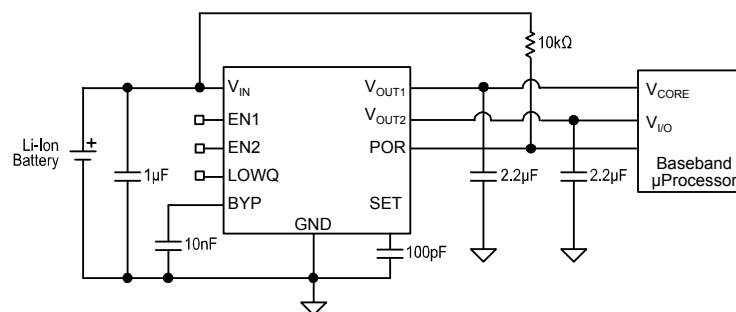 10kΩ
VIN
EN1
EN2
LOWQ
BYP
GND
VOUT1
VOUT2
POR
SET
Li-Ion
Battery
+
1µF
10nF
100pF
2.2µF
2.2µF
VCORE
VI/O
Baseband
µProcessor